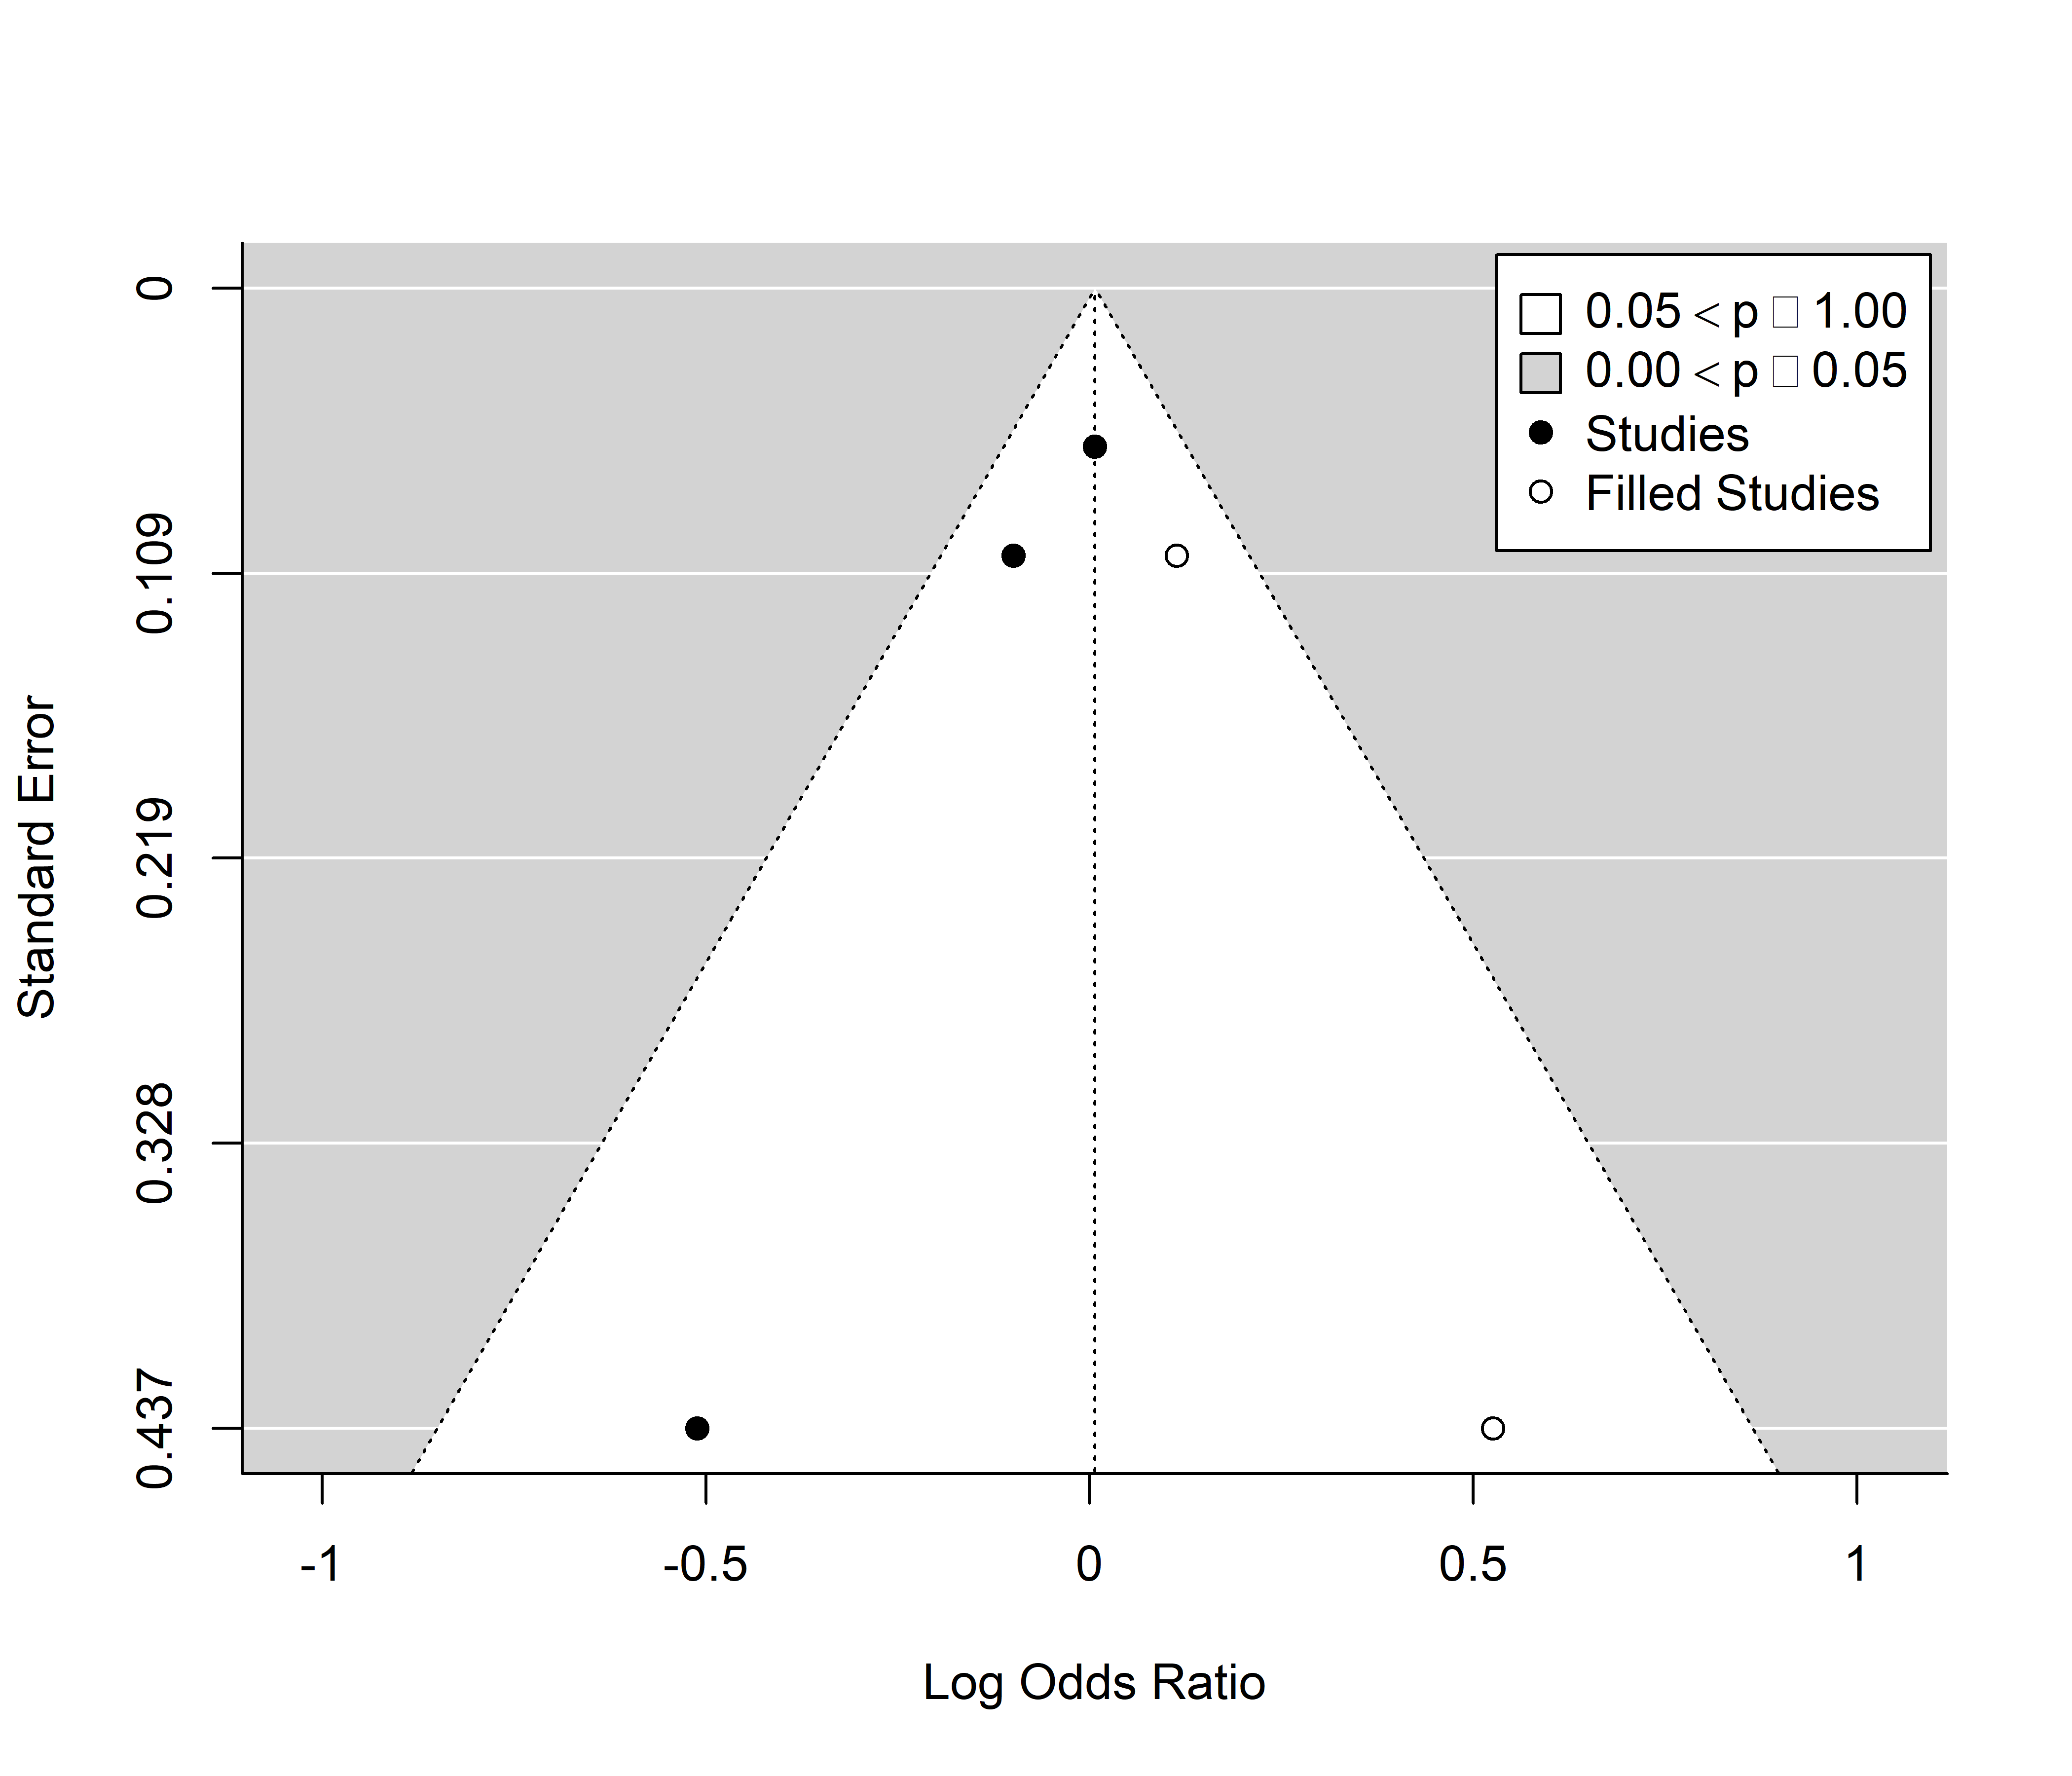 0.05 < p □ 1.00
0.00 < p □ 0.05
Studies
Filled Studies
0
0.109
0.219
0.328
0.437
Standard Error
-1
-0.5
0
0.5
1
Log Odds Ratio